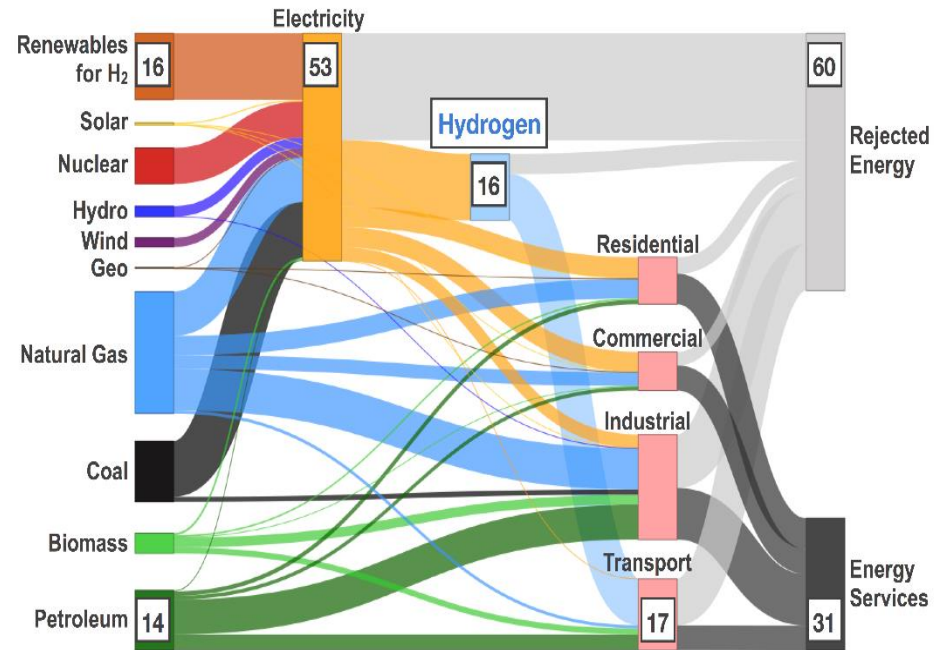 Electricity
Renewables
for H₂
16
53
60
Solar
Hydrogen
Rejected
Energy
Nuclear
16
Hydro
Wind
Residential
Geo
Commercial
Natural Gas
Industrial
Coal
Biomass
Transport
Energy
Services
Petroleum
14
17
31